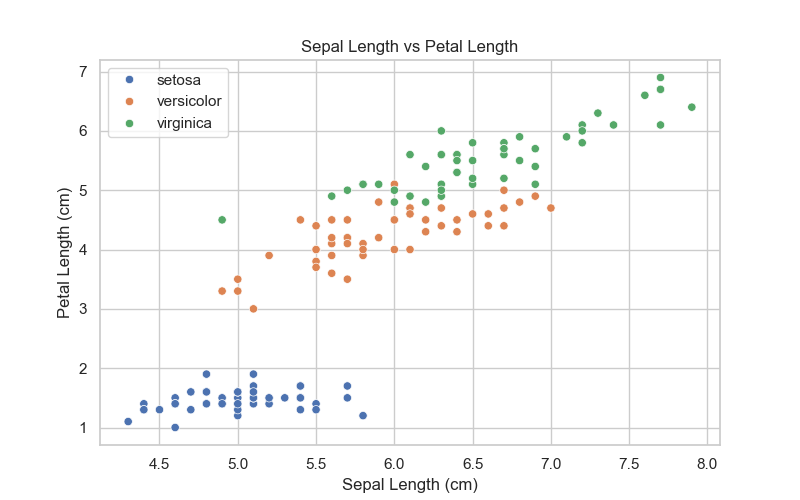 Sepal Length vs Petal Length
setosa
versicolor
virginica
Petal Length (cm)
7
6
5
4
3
2
1
4.5 5.0 5.5 6.0 6.5 7.0 7.5 8.0
Sepal Length (cm)